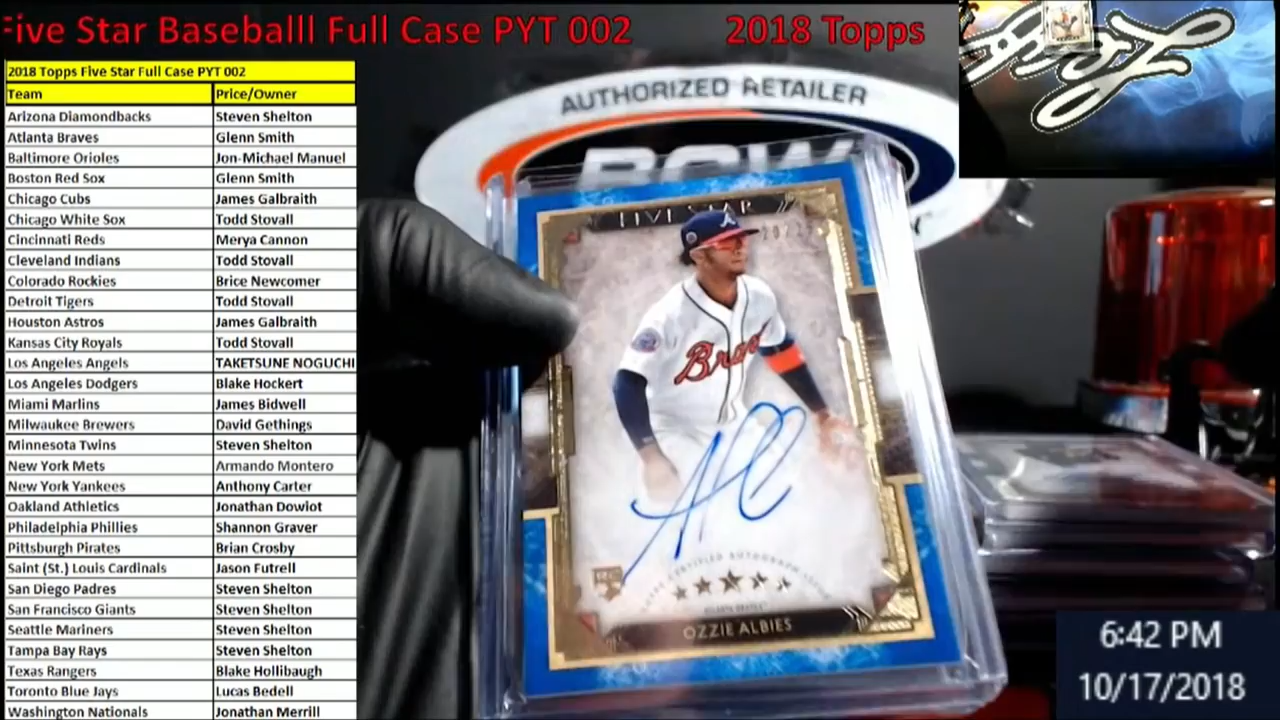 Five Star Baseballl Full Case PYT 002 2018 Topps
2018 Topps Five Star Full Case PYT 002
Team Price/Owner
Arizona Diamondbacks Steven Shelton
Atlanta Braves Glenn Smith
Baltimore Orioles Jon-Michael Manuel
Boston Red Sox Glenn Smith
Chicago Cubs James Galbraith
Chicago White Sox Todd Stovall
Cincinnati Reds Merya Cannon
Cleveland Indians Todd Stovall
Colorado Rockies Brice Newcomer
Detroit Tigers Todd Stovall
Houston Astros James Galbraith
Kansas City Royals Todd Stovall
Los Angeles Angels TAKETSUNE NOGUCHI
Los Angeles Dodgers Blake Hockert
Miami Marlins James Bidwell
Milwaukee Brewers David Gethings
Minnesota Twins Steven Shelton
New York Mets Armando Montero
New York Yankees Anthony Carter
Oakland Athletics Jonathan Dowiot
Philadelphia Phillies Shannon Graver
Pittsburgh Pirates Brian Crosby
Saint (St.) Louis Cardinals Jason Futrell
San Diego Padres Steven Shelton
San Francisco Giants Steven Shelton
Seattle Mariners Steven Shelton
Tampa Bay Rays Steven Shelton
Texas Rangers Blake Hollibaugh
Toronto Blue Jays Lucas Bedell
Washington Nationals Jonathan Merrill
AUTHORIZED RETAILER
BCW
FIVE STAR
Braves
TOPPS CERTIFIED AUTOGRAPH ISSUE
ATLANTA BRAVES
OZZIE ALBIES
6:42 PM
10/17/2018